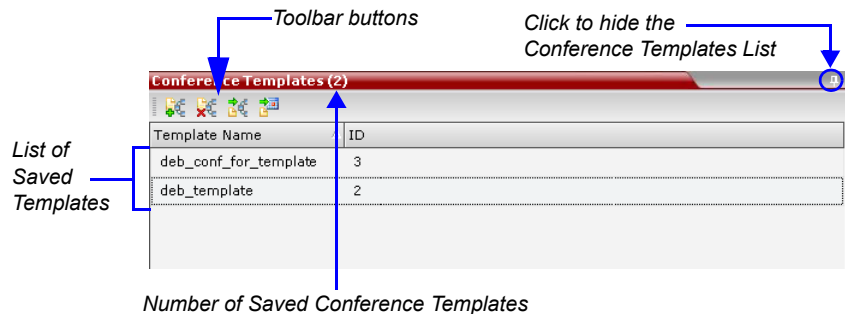 Toolbar buttons
Click to hide the
Conference Templates List
Conference Templates (2)
Template Name ID
List of
Saved
Templates
deb_conf_for_template 3
deb_template 2
Number of Saved Conference Templates